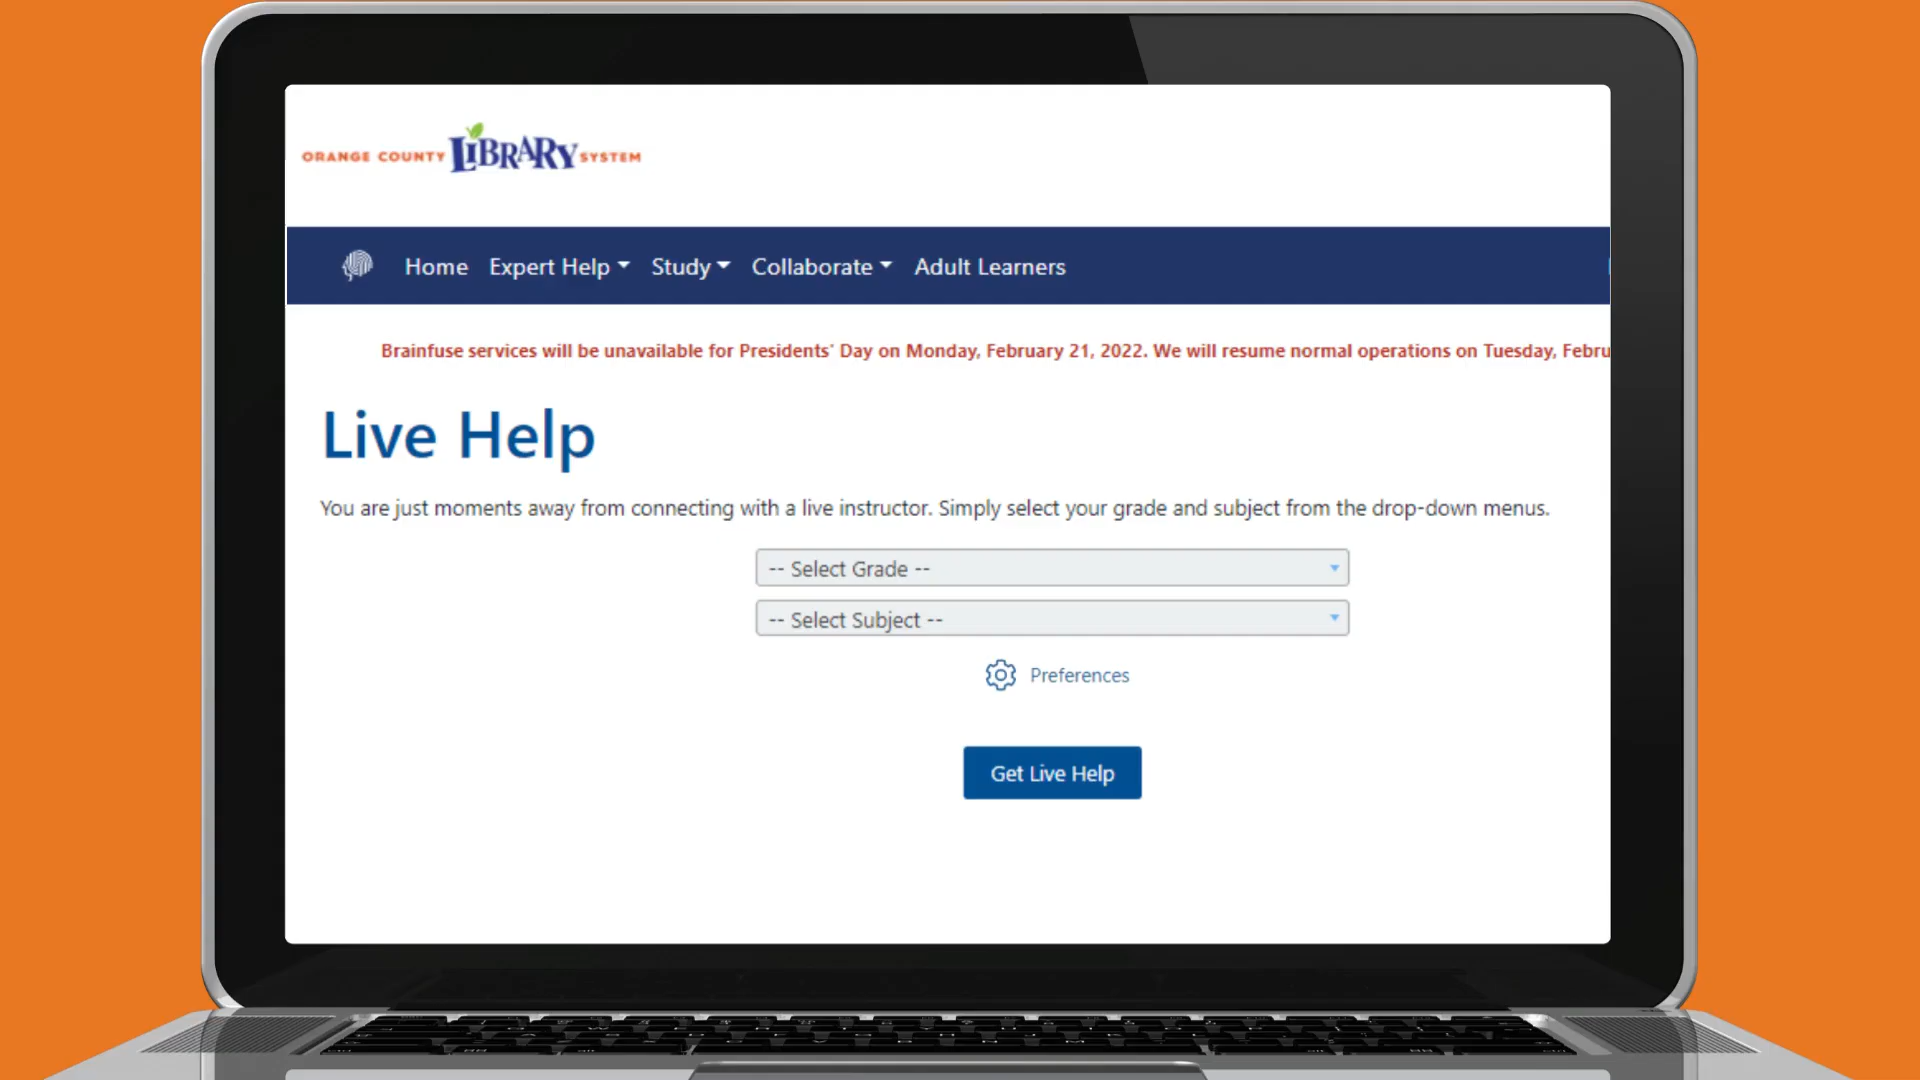 ORANGE COUNTY LIBRARY SYSTEM
Home Expert Help Study Collaborate Adult Learners
Brainfuse services will be unavailable for Presidents' Day on Monday, February 21, 2022. We will resume normal operations on Tuesday, Febru
Live Help
You are just moments away from connecting with a live instructor. Simply select your grade and subject from the drop-down menus.
-- Select Grade --
-- Select Subject --
Preferences
Get Live Help